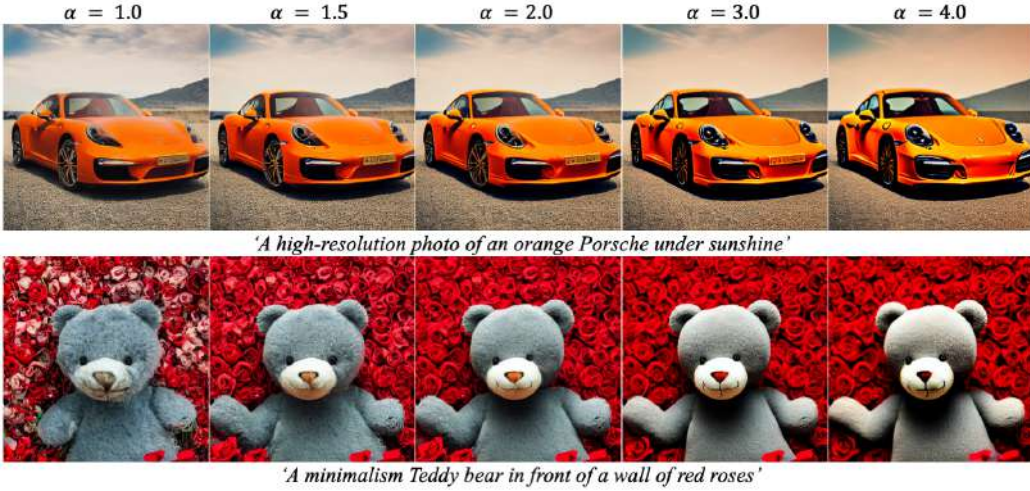 α = 1.0 α = 1.5 α = 2.0 α = 3.0 α = 4.0
‘A high-resolution photo of an orange Porsche under sunshine’
‘A minimalism Teddy bear in front of a wall of red roses’